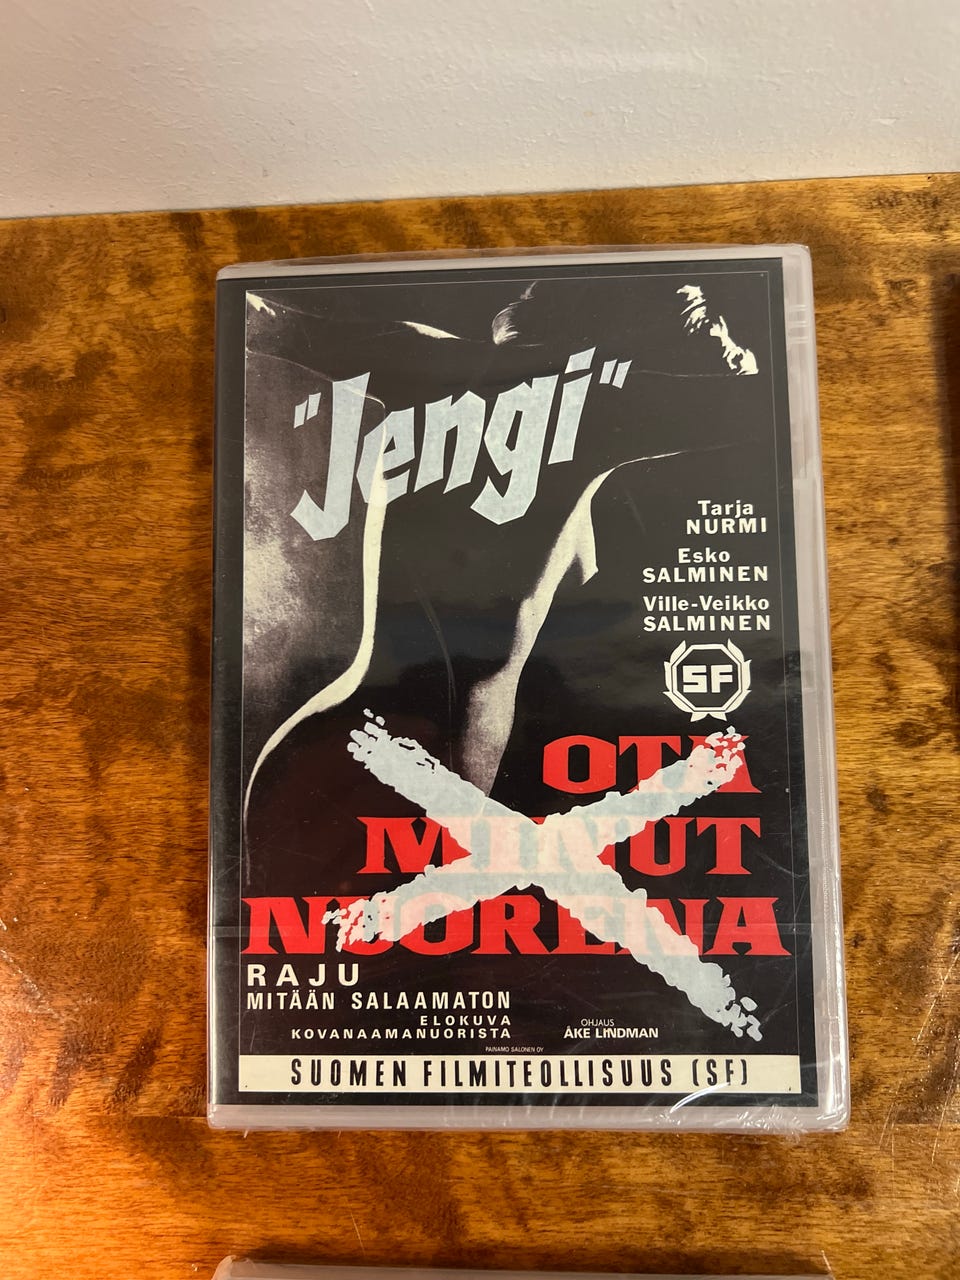 "Jengi"
Tarja
NURMI
Esko
SALMINEN
Ville-Veikko
SALMINEN
SF
OTA
MINUT
NUORENA
RAJU
MITÄÄN SALAAMATON
ELOKUVA
KOVANAAMANUORISTA
OHJAUS
ÅKE LINDMAN
PAINAMO SALONEN OY
SUOMEN FILMITEOLLISUUS (SF)